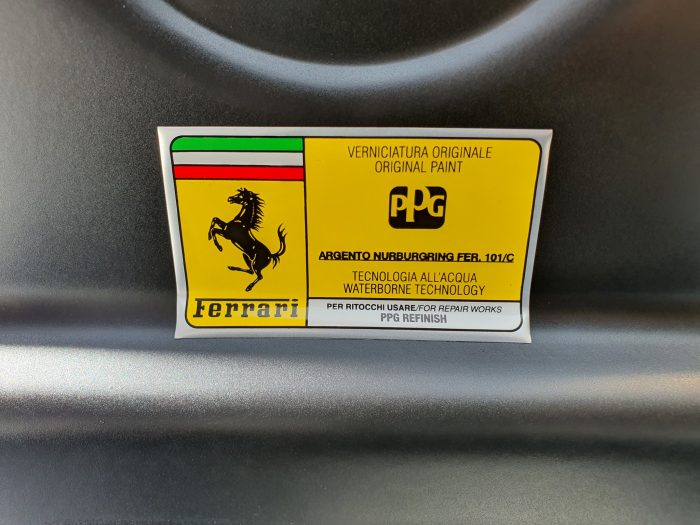 VERNICIATURA ORIGINALE
ORIGINAL PAINT
PPG
ARGENTO NURBURGRING FER. 101/C
TECNOLOGIA ALL'ACQUA
WATERBORNE TECHNOLOGY
Ferrari
PER RITOCCHI USARE/FOR REPAIR WORKS
PPG REFINISH